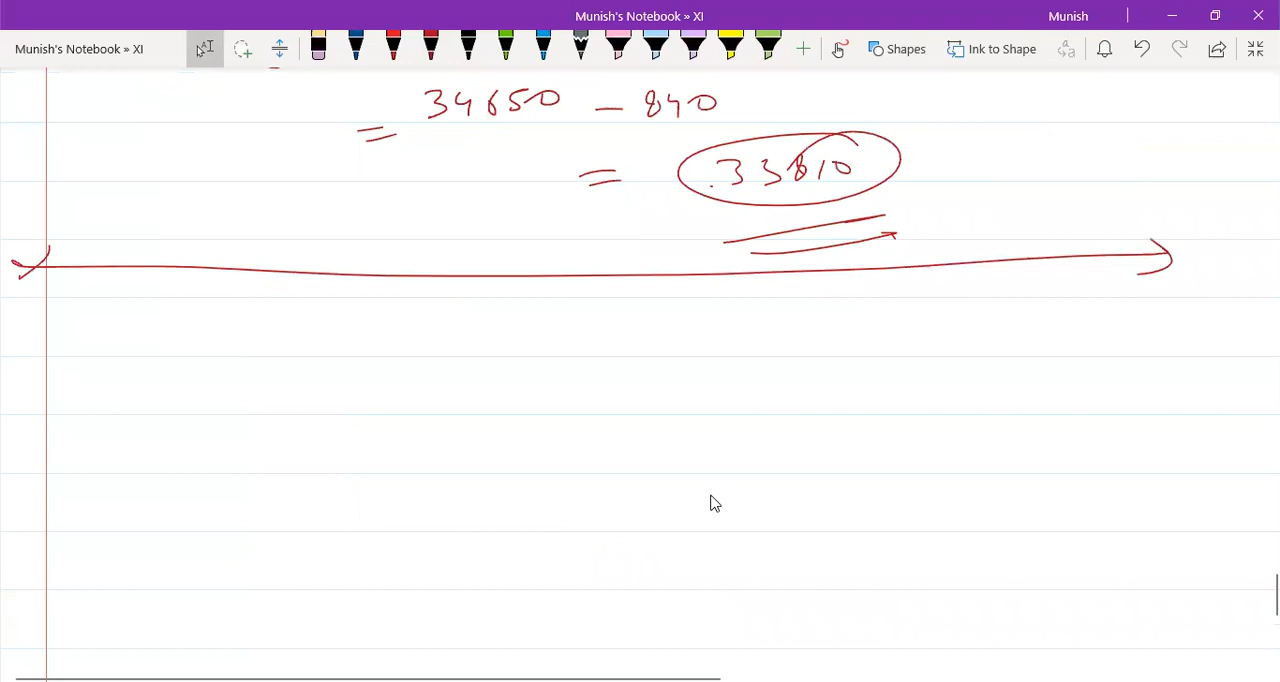 Munish's Notebook » XI
Munish
Munish's Notebook » XI
Shapes
Ink to Shape
= 34650 - 840
= 33810